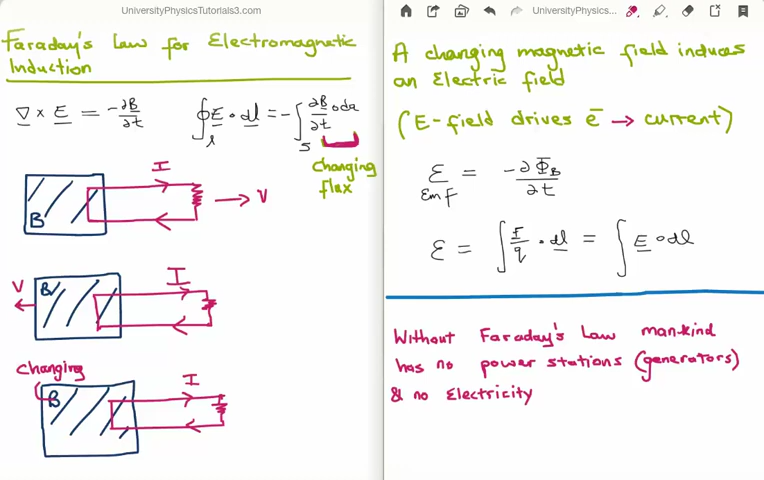 UniversityPhysicsTutorials3.com
Faraday's Law for Electromagnetic
Induction
∇ × E = -∂B/∂t
∮ₗ E · dl = -∫ₛ ∂B/∂t · da
changing
flux
I
B
V
V
B
I
changing
B
I
UniversityPhysics...
A changing magnetic field induces
an Electric field
(E-field drives e⁻ → current)
ε = -∂Φ_B/∂t
Emf
ε = ∫ F/q · dl = ∫ E · dl
Without Faraday's Law mankind
has no power stations (generators)
& no Electricity